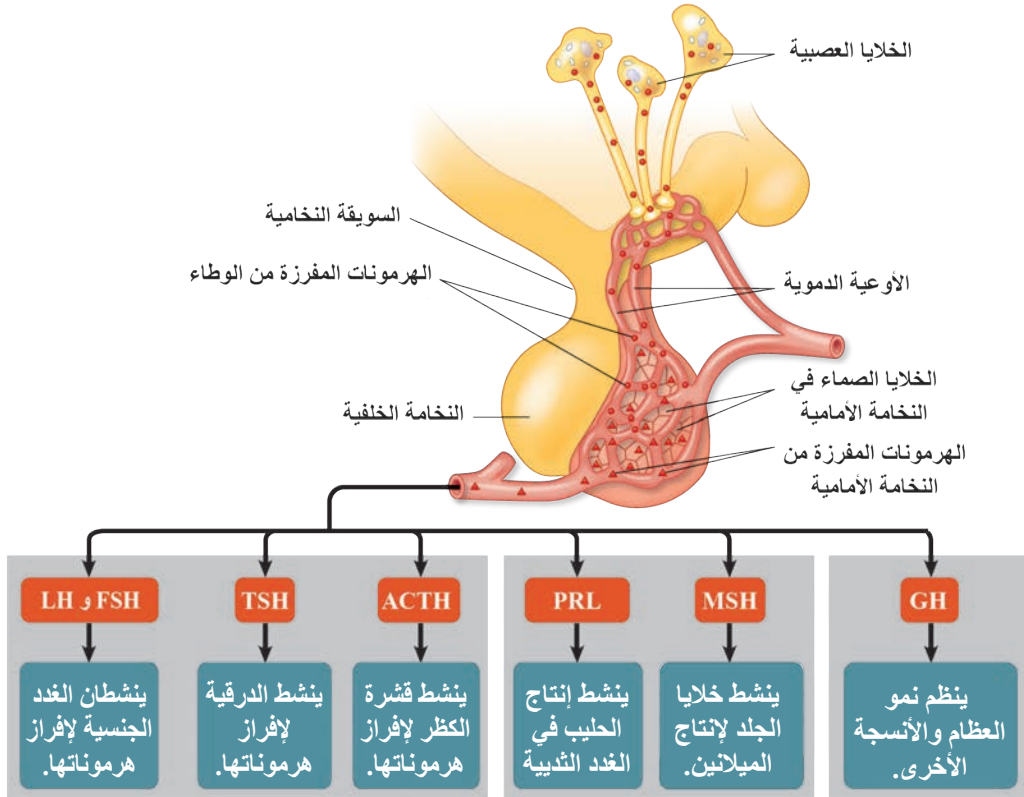 الخلايا العصبية
السويقة النخامية
الهرمونات المفرزة من الوطاء
الأوعية الدموية
الخلايا الصماء في
النخامة الأمامية
النخامة الخلفية
الهرمونات المفرزة من
النخامة الأمامية
GH
MSH
PRL
ACTH
TSH
FSH و LH
ينظم نمو
العظام والأنسجة
الأخرى.
ينشط خلايا
الجلد لإنتاج
الميلانين.
ينشط إنتاج
الحليب في
الغدد الثديية
ينشط قشرة
الكظر لإفراز
هرموناتها.
ينشط الدرقية
لإفراز
هرموناتها.
ينشطان الغدد
الجنسية لإفراز
هرموناتها.